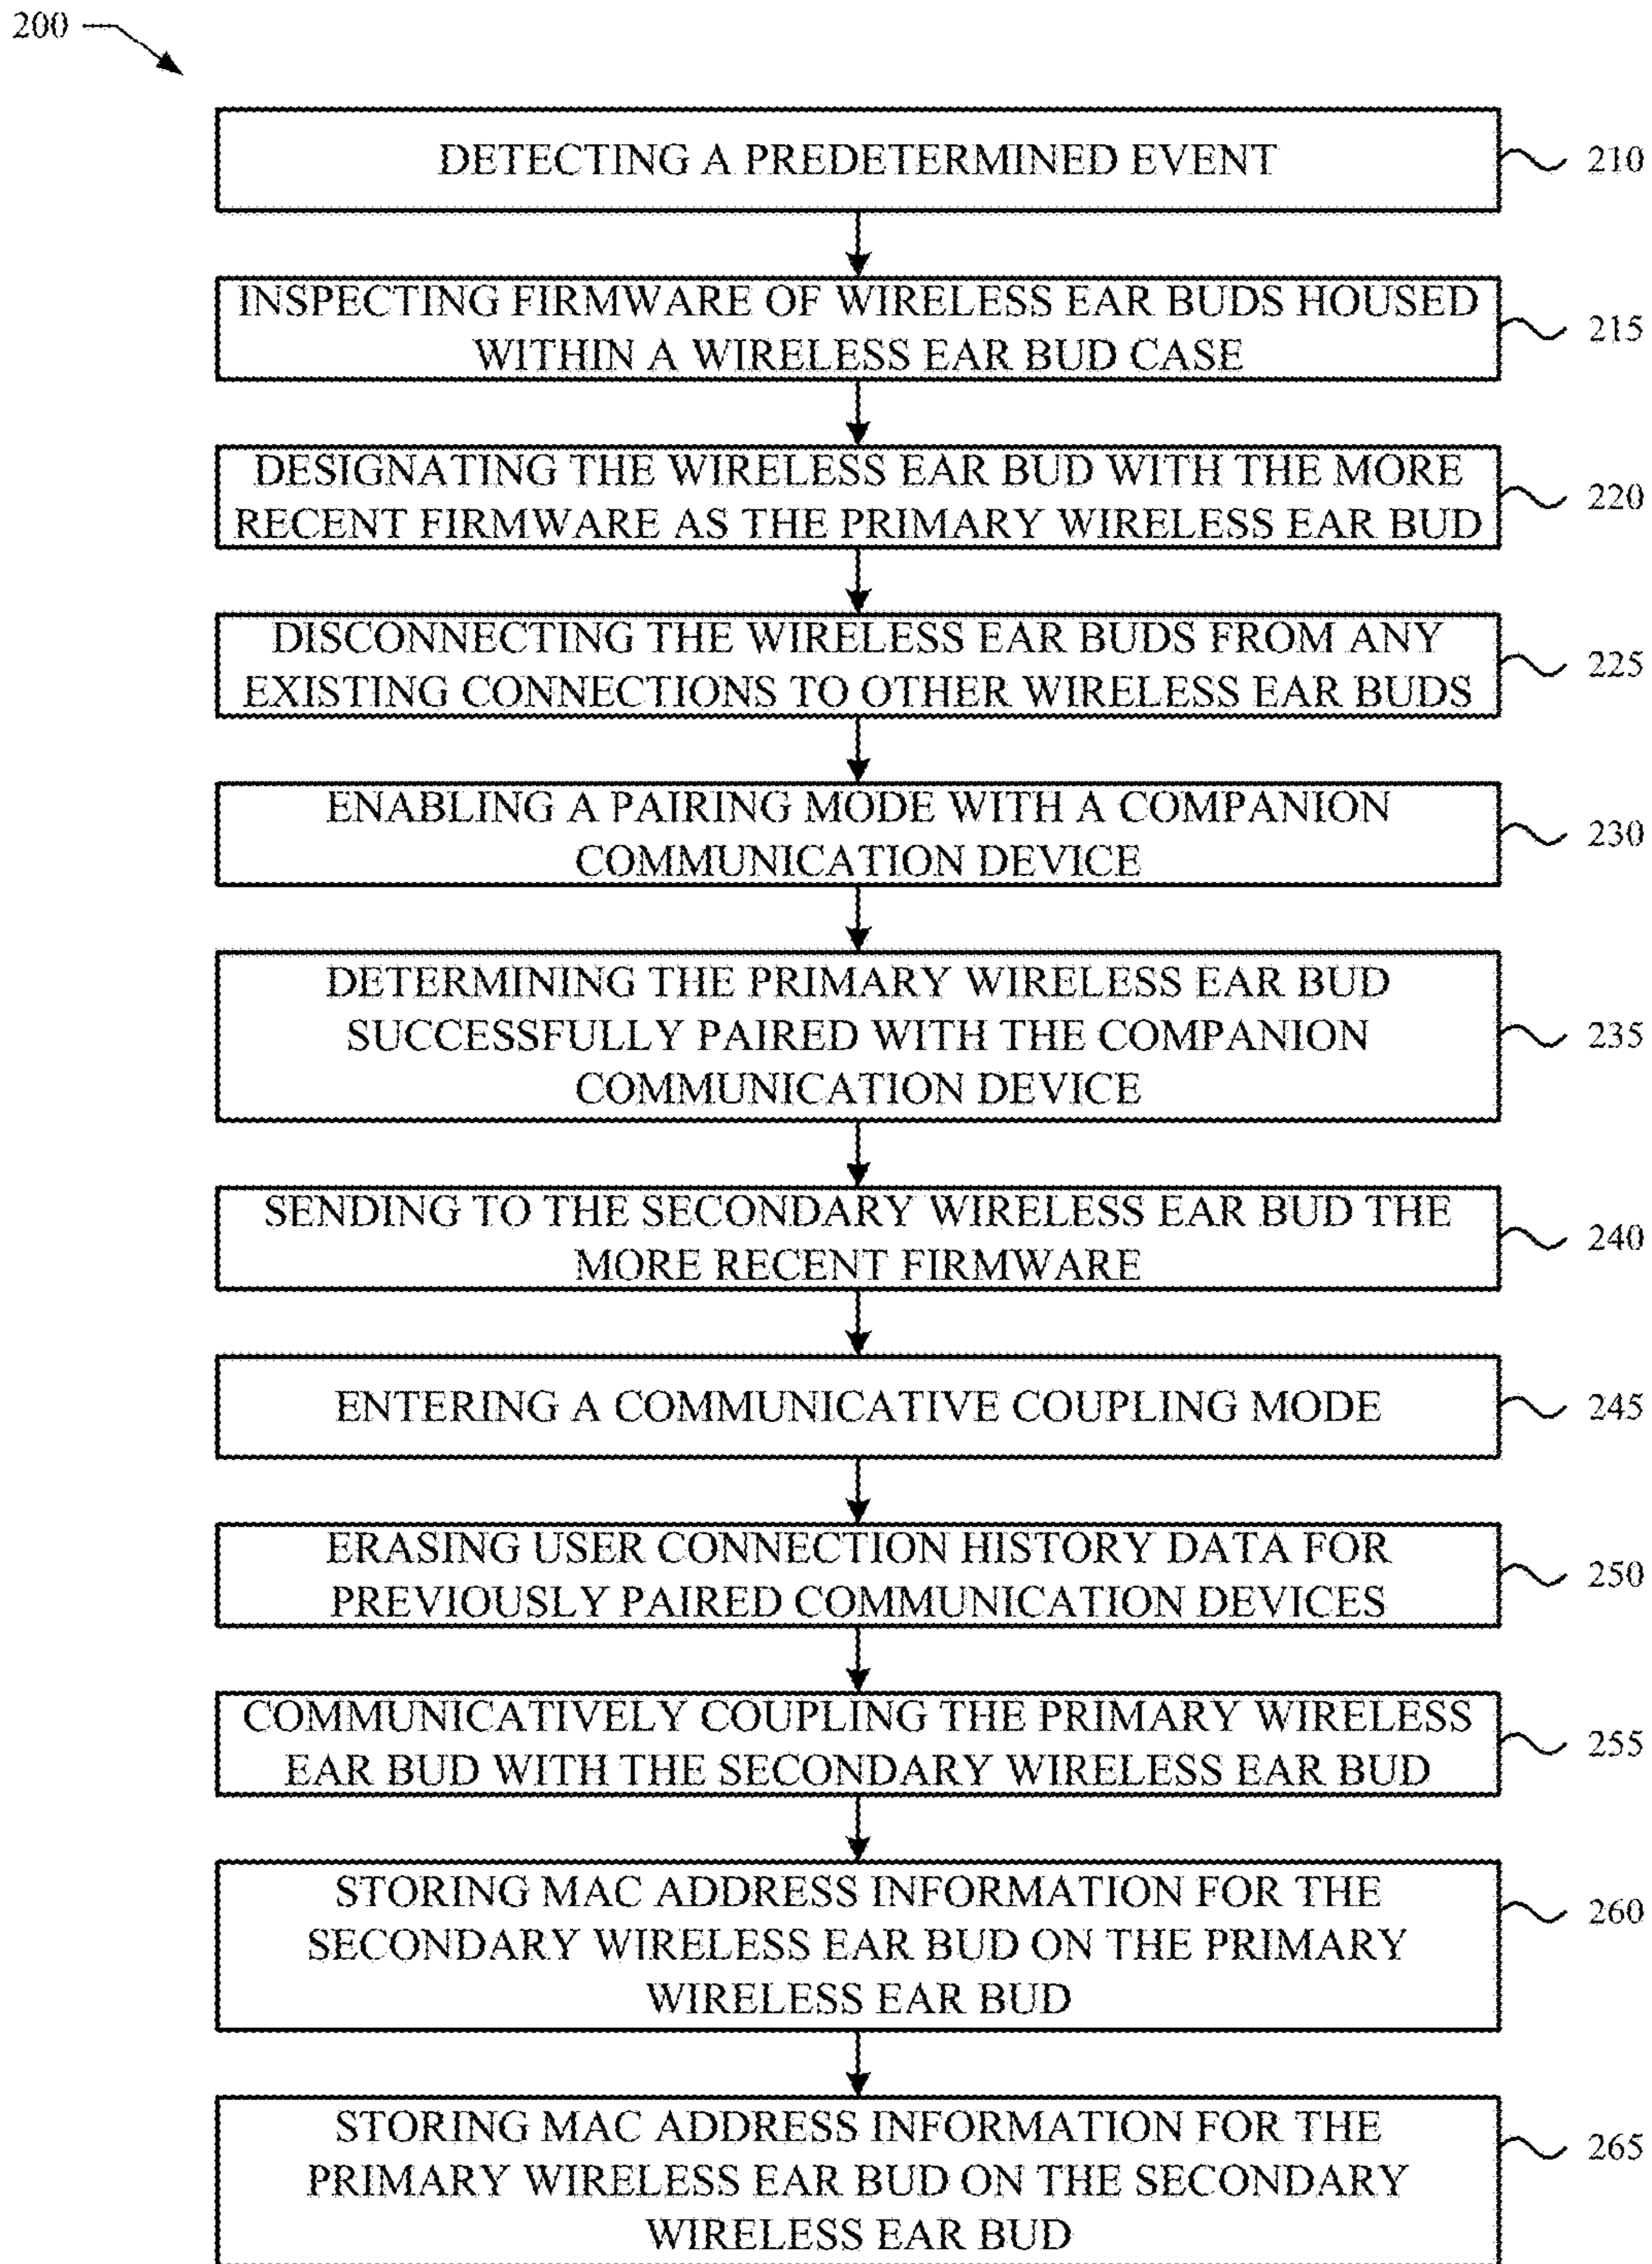 200
DETECTING A PREDETERMINED EVENT
210
INSPECTING FIRMWARE OF WIRELESS EAR BUDS HOUSED
WITHIN A WIRELESS EAR BUD CASE
215
DESIGNATING THE WIRELESS EAR BUD WITH THE MORE
RECENT FIRMWARE AS THE PRIMARY WIRELESS EAR BUD
220
DISCONNECTING THE WIRELESS EAR BUDS FROM ANY
EXISTING CONNECTIONS TO OTHER WIRELESS EAR BUDS
225
ENABLING A PAIRING MODE WITH A COMPANION
COMMUNICATION DEVICE
230
DETERMINING THE PRIMARY WIRELESS EAR BUD
SUCCESSFULLY PAIRED WITH THE COMPANION
COMMUNICATION DEVICE
235
SENDING TO THE SECONDARY WIRELESS EAR BUD THE
MORE RECENT FIRMWARE
240
ENTERING A COMMUNICATIVE COUPLING MODE
245
ERASING USER CONNECTION HISTORY DATA FOR
PREVIOUSLY PAIRED COMMUNICATION DEVICES
250
COMMUNICATIVELY COUPLING THE PRIMARY WIRELESS
EAR BUD WITH THE SECONDARY WIRELESS EAR BUD
255
STORING MAC ADDRESS INFORMATION FOR THE
SECONDARY WIRELESS EAR BUD ON THE PRIMARY
WIRELESS EAR BUD
260
STORING MAC ADDRESS INFORMATION FOR THE
PRIMARY WIRELESS EAR BUD ON THE SECONDARY
WIRELESS EAR BUD
265